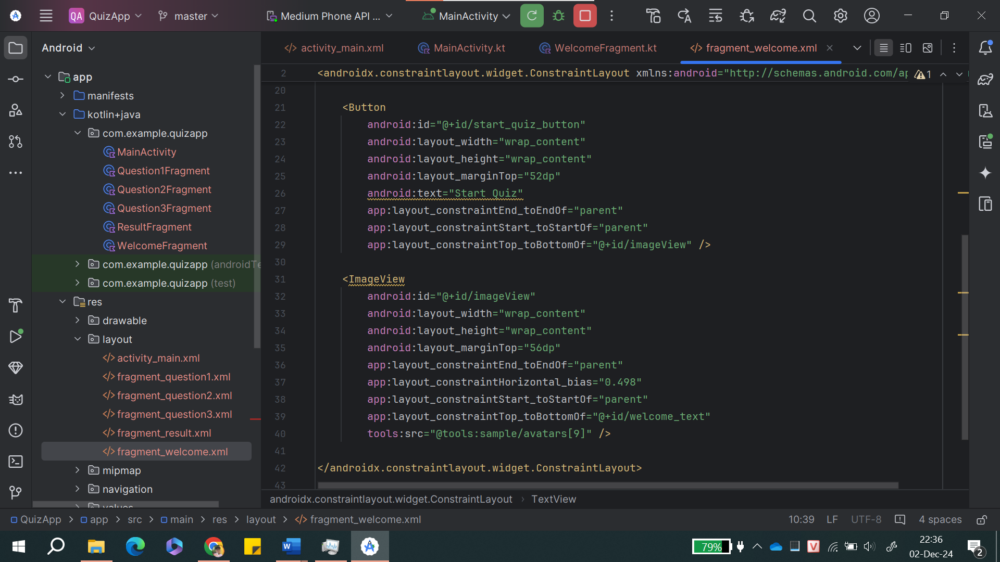 QA QuizApp master Medium Phone API ... MainActivity
Android
activity_main.xml MainActivity.kt WelcomeFragment.kt fragment_welcome.xml
app
manifests
kotlin+java
com.example.quizapp
MainActivity
Question1Fragment
Question2Fragment
Question3Fragment
ResultFragment
WelcomeFragment
com.example.quizapp (androidTe
com.example.quizapp (test)
res
drawable
layout
activity_main.xml
fragment_question1.xml
fragment_question2.xml
fragment_question3.xml
fragment_result.xml
fragment_welcome.xml
mipmap
navigation
values
2 <androidx.constraintlayout.widget.ConstraintLayout xmlns:android="http://schemas.android.com/ap 1
20
21 <Button
22 android:id="@+id/start_quiz_button"
23 android:layout_width="wrap_content"
24 android:layout_height="wrap_content"
25 android:layout_marginTop="52dp"
26 android:text="Start Quiz"
27 app:layout_constraintEnd_toEndOf="parent"
28 app:layout_constraintStart_toStartOf="parent"
29 app:layout_constraintTop_toBottomOf="@+id/imageView" />
30
31 <ImageView
32 android:id="@+id/imageView"
33 android:layout_width="wrap_content"
34 android:layout_height="wrap_content"
35 android:layout_marginTop="56dp"
36 app:layout_constraintEnd_toEndOf="parent"
37 app:layout_constraintHorizontal_bias="0.498"
38 app:layout_constraintStart_toStartOf="parent"
39 app:layout_constraintTop_toBottomOf="@+id/welcome_text"
40 tools:src="@tools:sample/avatars[9]" />
41
42 </androidx.constraintlayout.widget.ConstraintLayout>
43
androidx.constraintlayout.widget.ConstraintLayout › TextView
QuizApp > app > src > main > res > layout > fragment_welcome.xml 10:39 LF UTF-8 4 spaces
79% 22:36
02-Dec-24 2